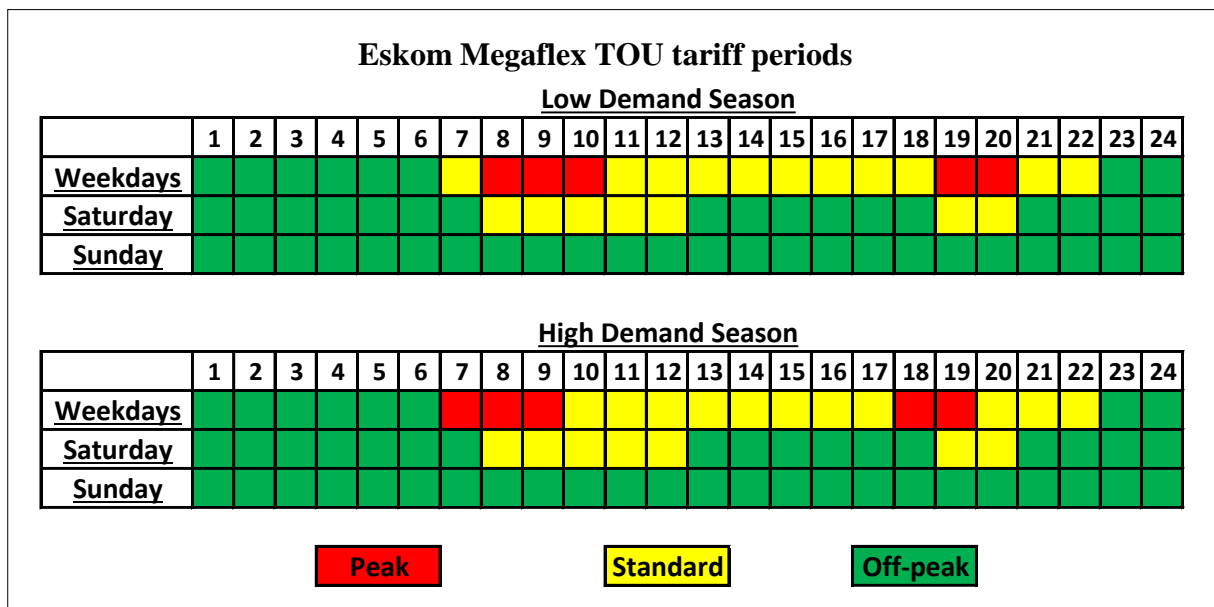 Eskom Megaflex TOU tariff periods
Low Demand Season
1 2 3 4 5 6 7 8 9 10 11 12 13 14 15 16 17 18 19 20 21 22 23 24
Weekdays
Saturday
Sunday
High Demand Season
1 2 3 4 5 6 7 8 9 10 11 12 13 14 15 16 17 18 19 20 21 22 23 24
Weekdays
Saturday
Sunday
Peak Standard Off-peak